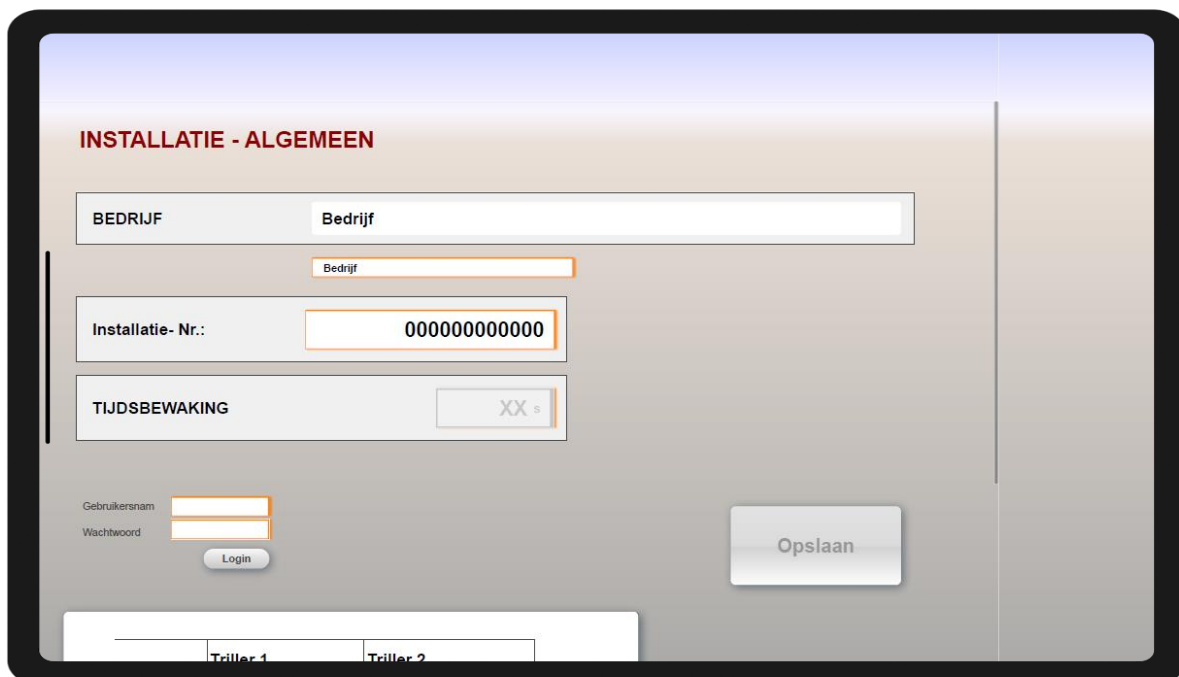 INSTALLATIE - ALGEMEEN
BEDRIJF Bedrijf
Bedrijf
Installatie- Nr.: 000000000000
TIJDSBEWAKING XX s
Gebruikersnam
Wachtwoord
Login
Opslaan
Triller 1 Triller 2